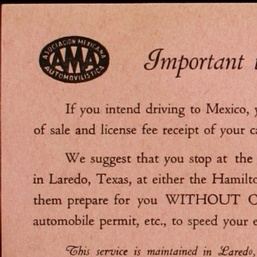 ASOCIACION MEXICANA
AMA
AUTOMOVILISTICA
Important
If you intend driving to Mexico,
of sale and license fee receipt of your
We suggest that you stop at the
in Laredo, Texas, at either the
them prepare for you WITHOUT
automobile permit, etc., to speed your
This service is maintained in Laredo,